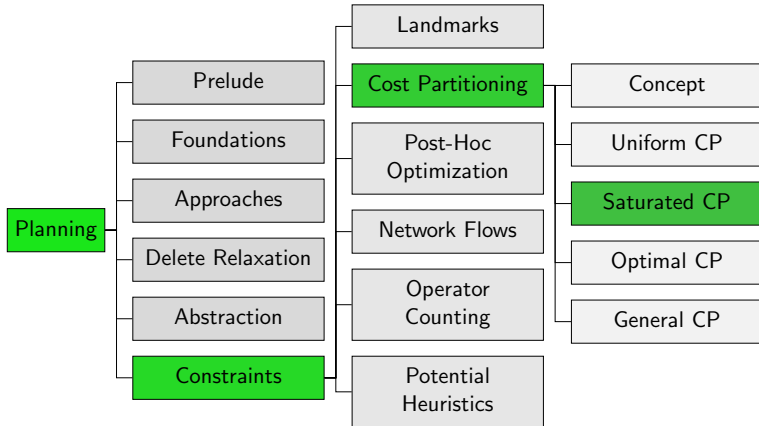 Planning
Prelude
Foundations
Approaches
Delete Relaxation
Abstraction
Constraints
Landmarks
Cost Partitioning
Post-Hoc
Optimization
Network Flows
Operator
Counting
Potential
Heuristics
Concept
Uniform CP
Saturated CP
Optimal CP
General CP